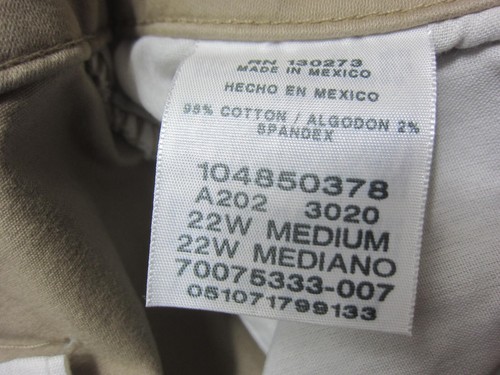 RN 130273
MADE IN MEXICO
HECHO EN MEXICO
98% COTTON / ALGODON 2%
SPANDEX
104850378
A202 3020
22W MEDIUM
22W MEDIANO
70075333-007
051071799133